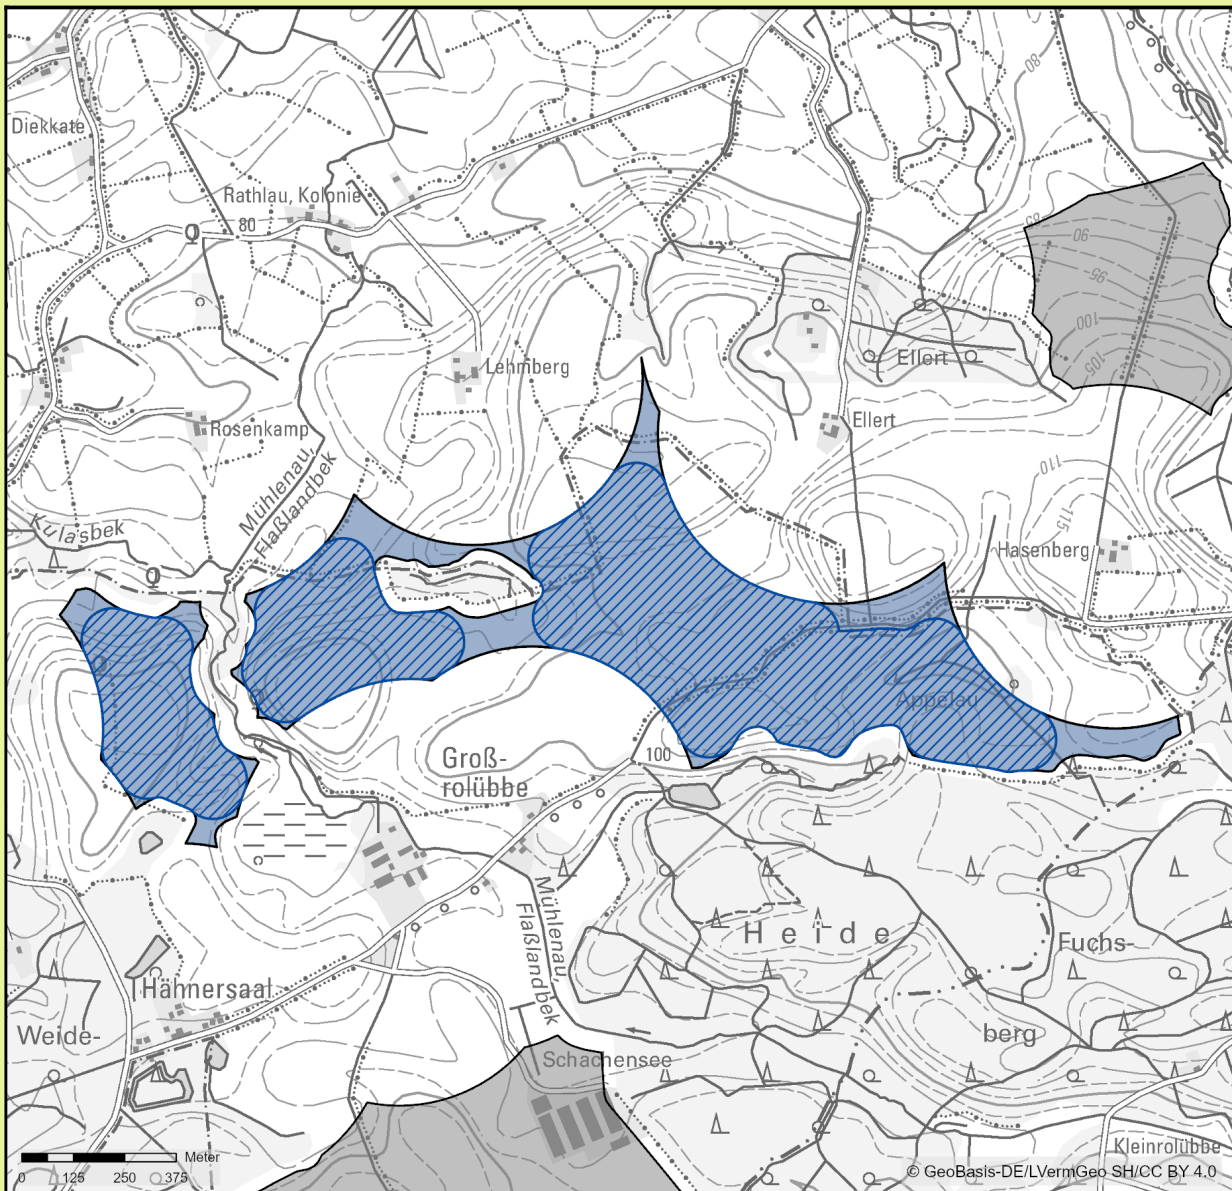 80
Diekkate
Rathlau, Kolonie
80
85
90
95
100
105
Lehmberg
Ellort
Ellert
Rosenkamp
110
115
Mühlenau,
Flaßlandbek
Kulasbek
Hasenberg
Appelau
Groß-
rolübbe
100
Mühlenau,
Flaßlandbek
Heide
Fuchs-
berg
Hähnersaal
Weide-
Schachensee
Kleinrolübbe
Meter
0 125 250 375
© GeoBasis-DE/LVermGeo SH/CC BY 4.0